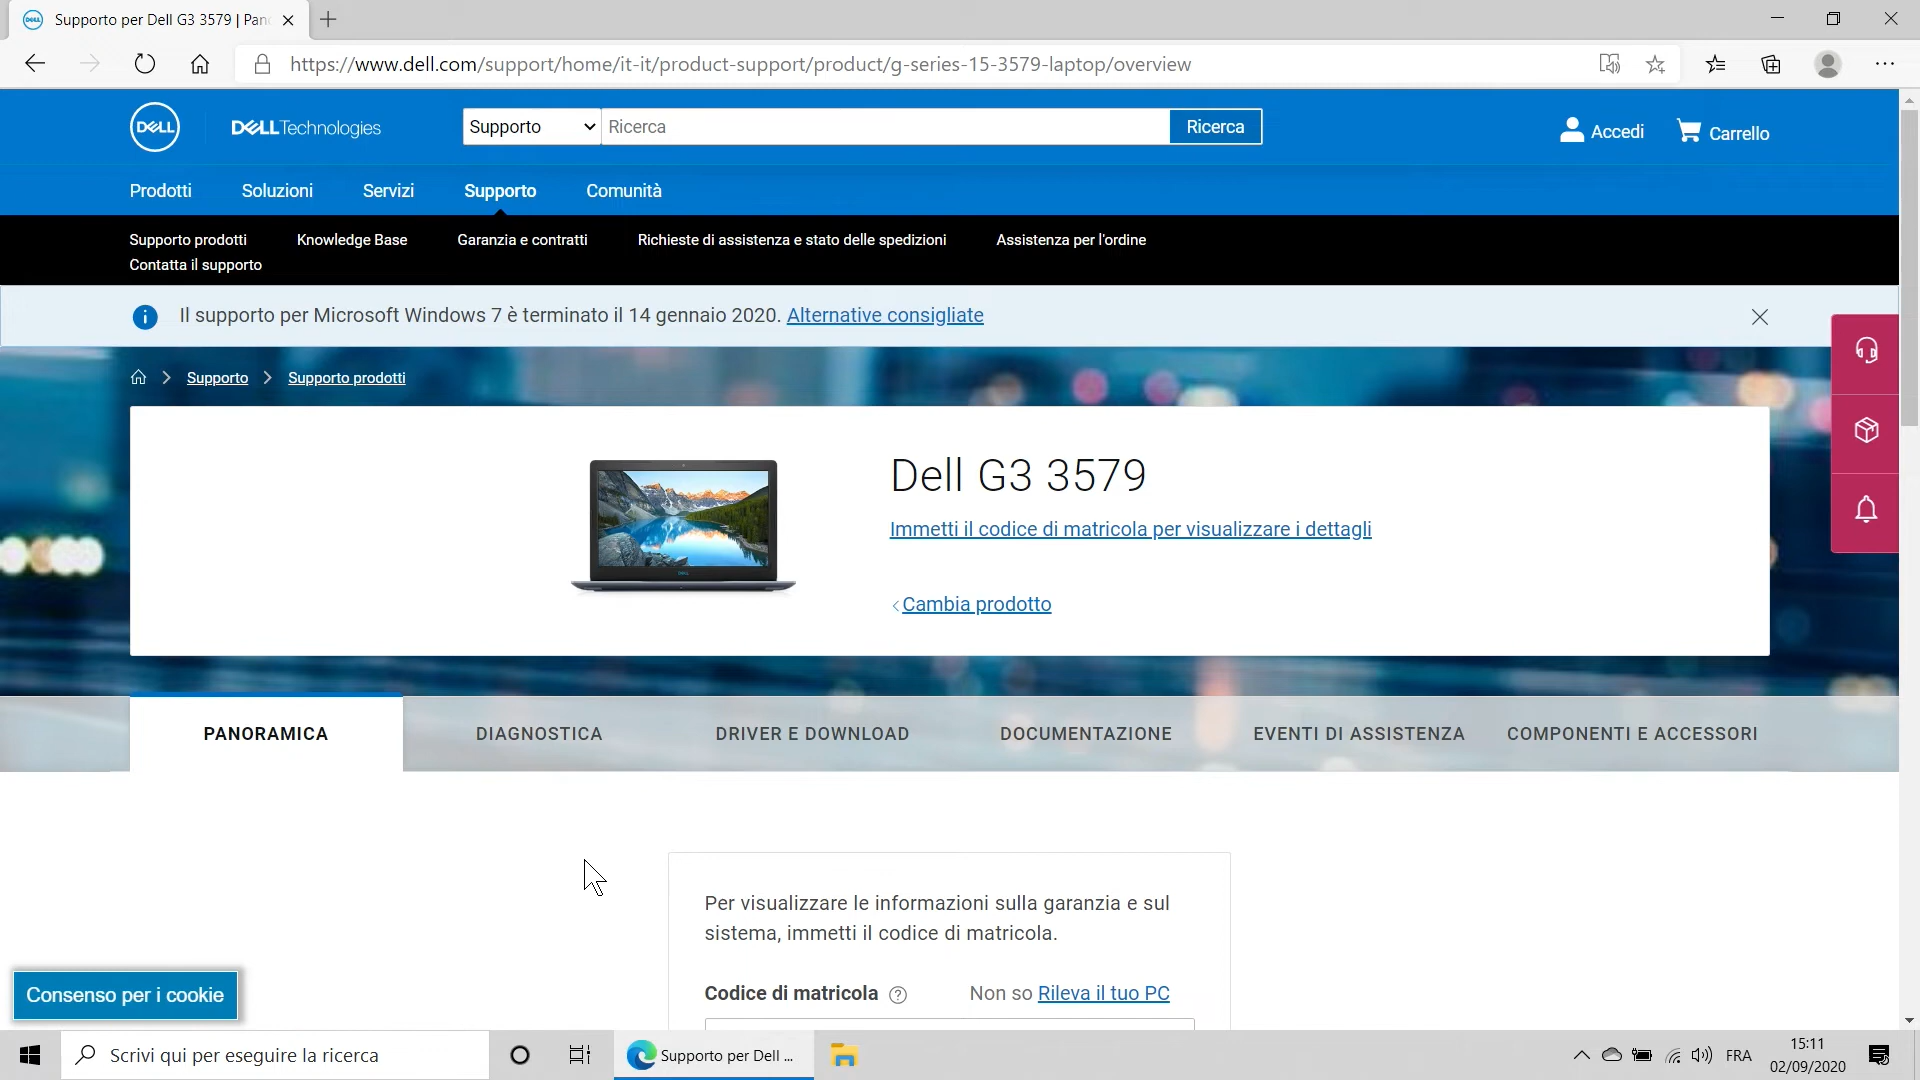 Supporto per Dell G3 3579 | Pan
https://www.dell.com/support/home/it-it/product-support/product/g-series-15-3579-laptop/overview
DELL
DELLTechnologies
Supporto
Ricerca
Ricerca
Accedi
Carrello
Prodotti
Soluzioni
Servizi
Supporto
Comunità
Supporto prodotti
Knowledge Base
Garanzia e contratti
Richieste di assistenza e stato delle spedizioni
Assistenza per l'ordine
Contatta il supporto
Il supporto per Microsoft Windows 7 è terminato il 14 gennaio 2020. Alternative consigliate
Supporto
Supporto prodotti
Dell G3 3579
Immetti il codice di matricola per visualizzare i dettagli
Cambia prodotto
PANORAMICA
DIAGNOSTICA
DRIVER E DOWNLOAD
DOCUMENTAZIONE
EVENTI DI ASSISTENZA
COMPONENTI E ACCESSORI
Per visualizzare le informazioni sulla garanzia e sul
sistema, immetti il codice di matricola.
Codice di matricola
Non so Rileva il tuo PC
Consenso per i cookie
Scrivi qui per eseguire la ricerca
Supporto per Dell ...
FRA
15:11
02/09/2020